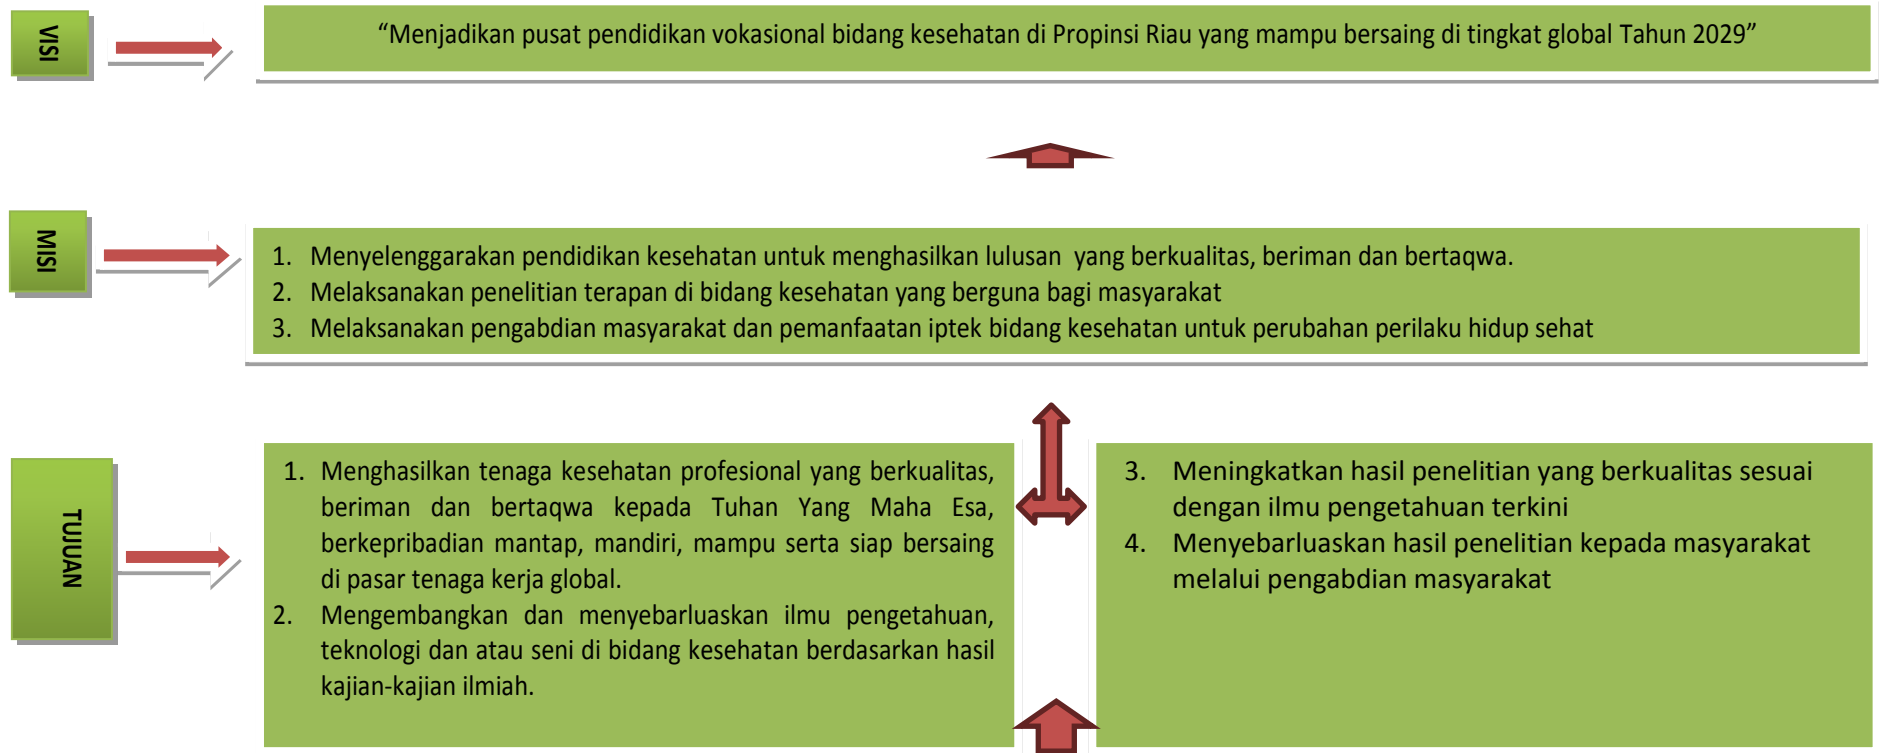 VISI
“Menjadikan pusat pendidikan vokasional bidang kesehatan di Propinsi Riau yang mampu bersaing di tingkat global Tahun 2029”
MISI
1. Menyelenggarakan pendidikan kesehatan untuk menghasilkan lulusan yang berkualitas, beriman dan bertaqwa.
2. Melaksanakan penelitian terapan di bidang kesehatan yang berguna bagi masyarakat
3. Melaksanakan pengabdian masyarakat dan pemanfaatan iptek bidang kesehatan untuk perubahan perilaku hidup sehat
TUJUAN
1. Menghasilkan tenaga kesehatan profesional yang berkualitas,
beriman dan bertaqwa kepada Tuhan Yang Maha Esa,
berkepribadian mantap, mandiri, mampu serta siap bersaing
di pasar tenaga kerja global.
2. Mengembangkan dan menyebarluaskan ilmu pengetahuan,
teknologi dan atau seni di bidang kesehatan berdasarkan hasil
kajian-kajian ilmiah.
3. Meningkatkan hasil penelitian yang berkualitas sesuai
dengan ilmu pengetahuan terkini
4. Menyebarluaskan hasil penelitian kepada masyarakat
melalui pengabdian masyarakat